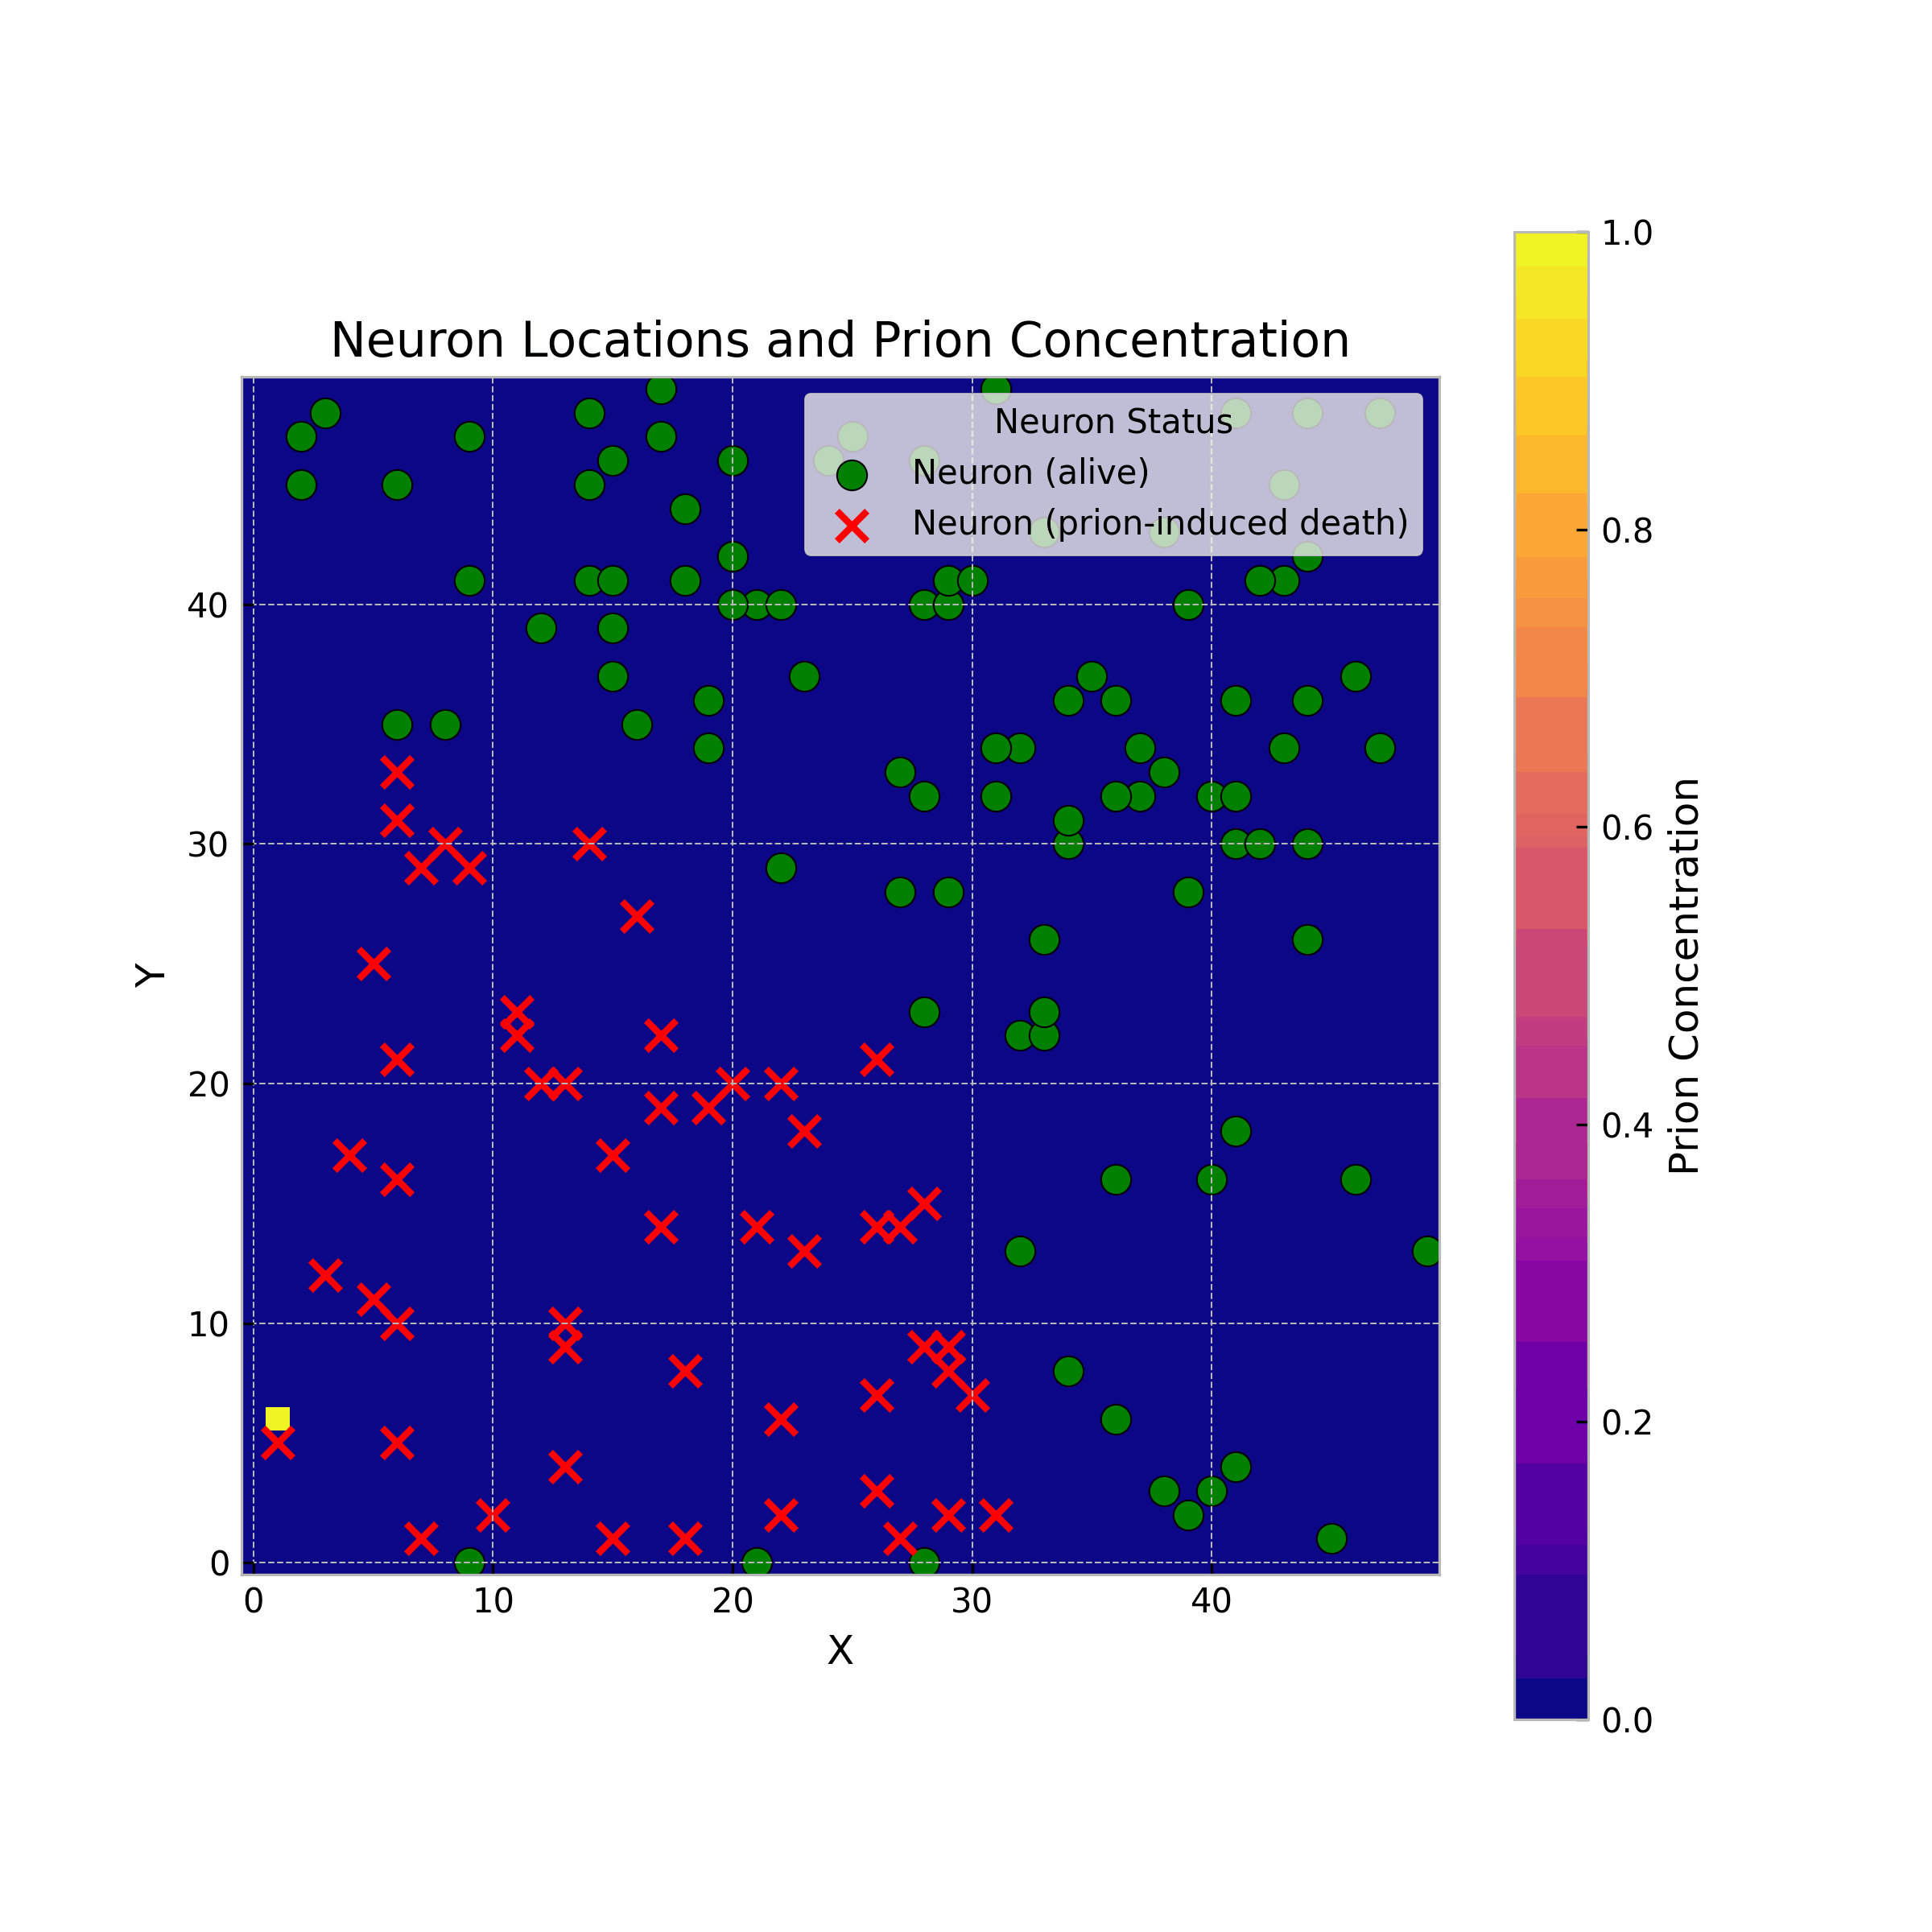 Neuron Locations and Prion Concentration
Neuron Status
Neuron (alive)
Neuron (prion-induced death)
Y
40
30
20
10
0
0 10 20 30 40
X
1.0
0.8
0.6
0.4
0.2
0.0
Prion Concentration